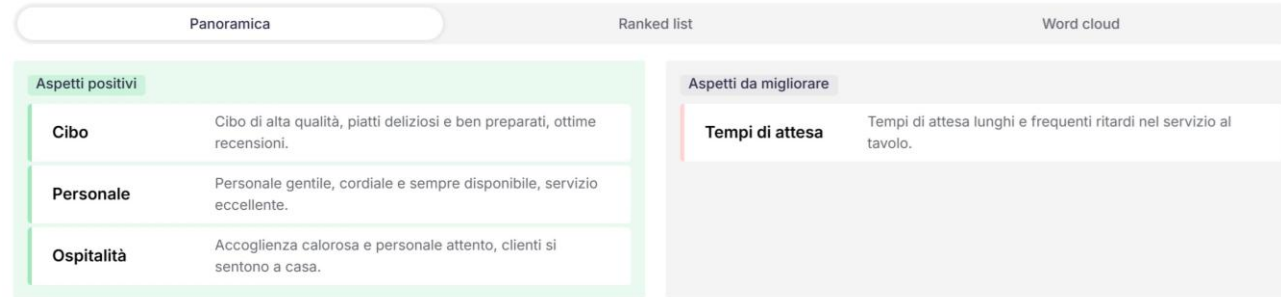 Panoramica
Ranked list
Word cloud
Aspetti positivi
Cibo
Cibo di alta qualità, piatti deliziosi e ben preparati, ottime
recensioni.
Personale
Personale gentile, cordiale e sempre disponibile, servizio
eccellente.
Ospitalità
Accoglienza calorosa e personale attento, clienti si
sentono a casa.
Aspetti da migliorare
Tempi di attesa
Tempi di attesa lunghi e frequenti ritardi nel servizio al
tavolo.